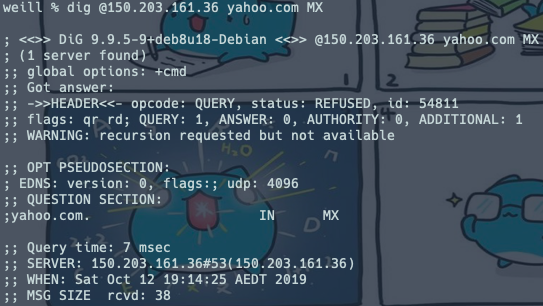 weill % dig @150.203.161.36 yahoo.com MX
; <<>> DiG 9.9.5-9+deb8u18-Debian <<>> @150.203.161.36 yahoo.com MX
; (1 server found)
;; global options: +cmd
;; Got answer:
;; ->>HEADER<<- opcode: QUERY, status: REFUSED, id: 54811
;; flags: qr rd; QUERY: 1, ANSWER: 0, AUTHORITY: 0, ADDITIONAL: 1
;; WARNING: recursion requested but not available
;; OPT PSEUDOSECTION:
; EDNS: version: 0, flags:; udp: 4096
;; QUESTION SECTION:
;yahoo.com. IN MX
;; Query time: 7 msec
;; SERVER: 150.203.161.36#53(150.203.161.36)
;; WHEN: Sat Oct 12 19:14:25 AEDT 2019
;; MSG SIZE rcvd: 38
1
2
H₂O
D